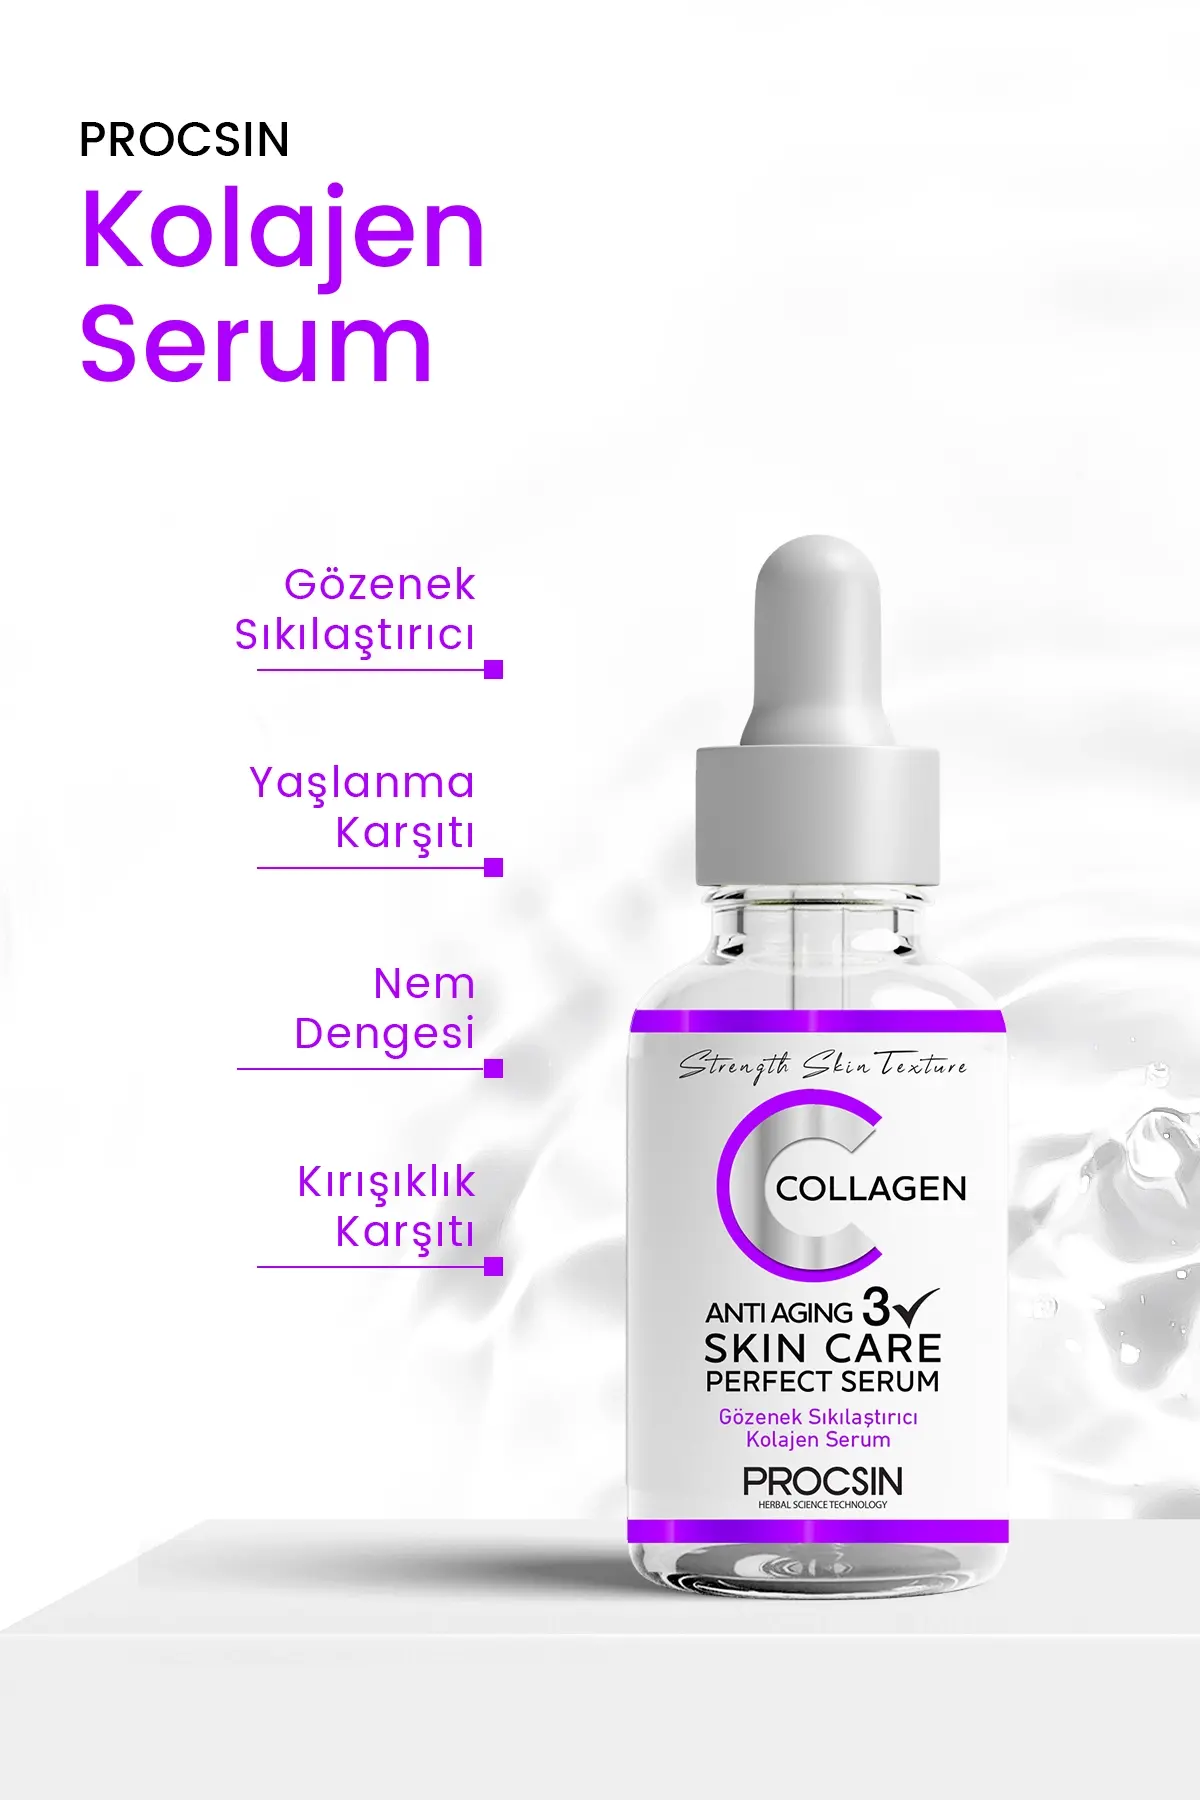 PROCSIN
Kolajen
Serum
Gözenek
Sıkılaştırıcı
Yaşlanma
Karşıtı
Nem
Dengesi
Kırışıklık
Karşıtı
Strength Skin Texture
COLLAGEN
ANTI AGING 3✓
SKIN CARE
PERFECT SERUM
Gözenek Sıkılaştırıcı
Kolajen Serum
PROCSIN
HERBAL SCIENCE TECHNOLOGY